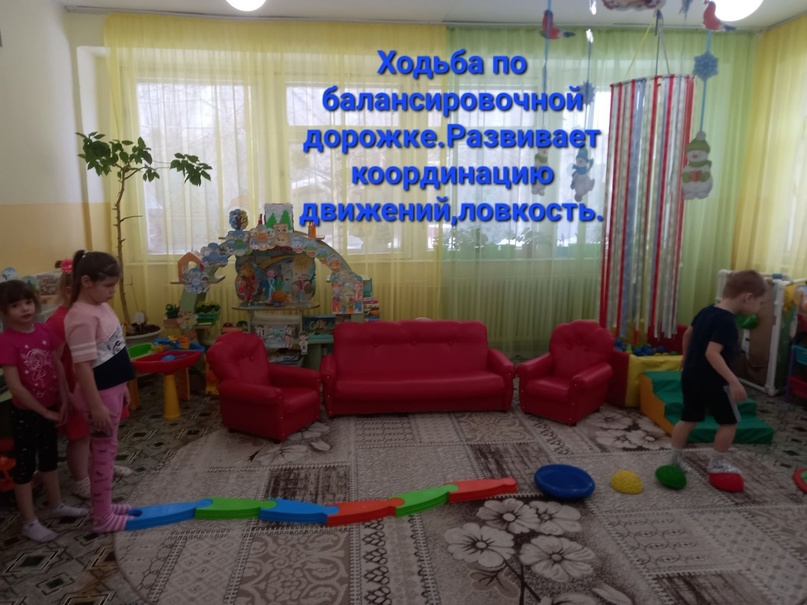 Ходьба по
балансировочной
дорожке.Развивает
координацию
движений,ловкость.